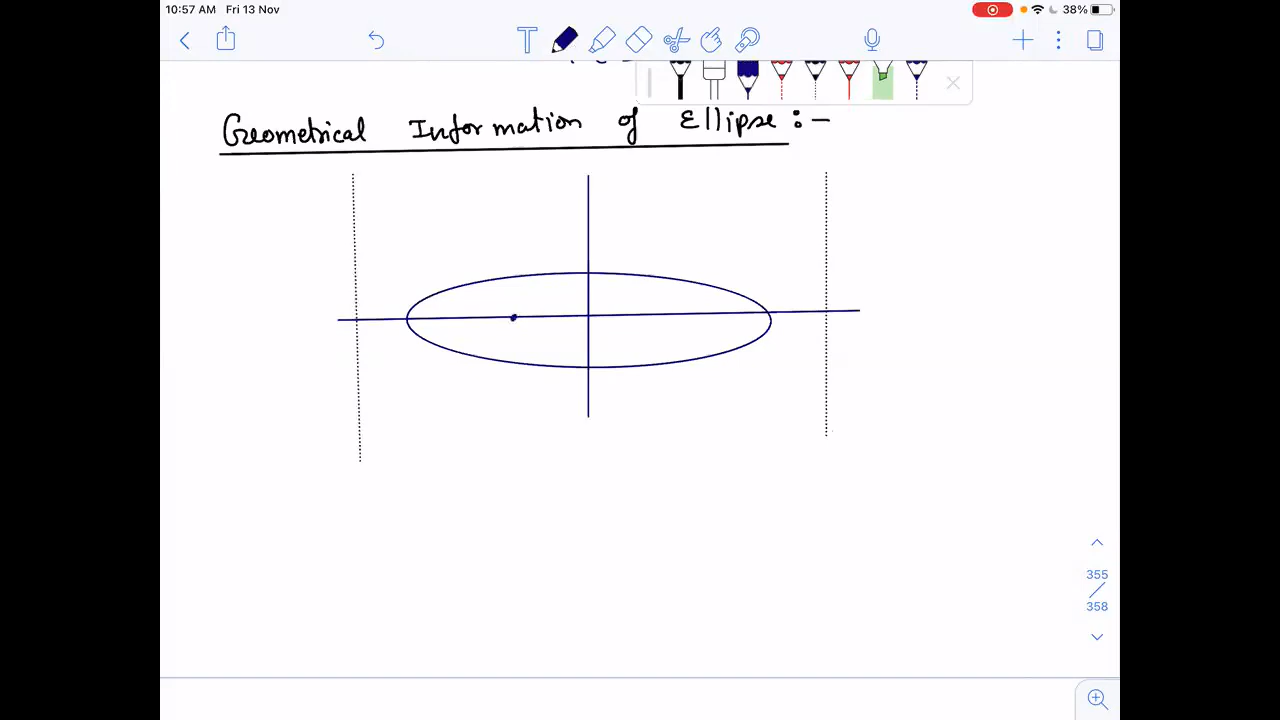 10:57 AM Fri 13 Nov
38%
T
Geometrical Information of Ellipse :-
355
358